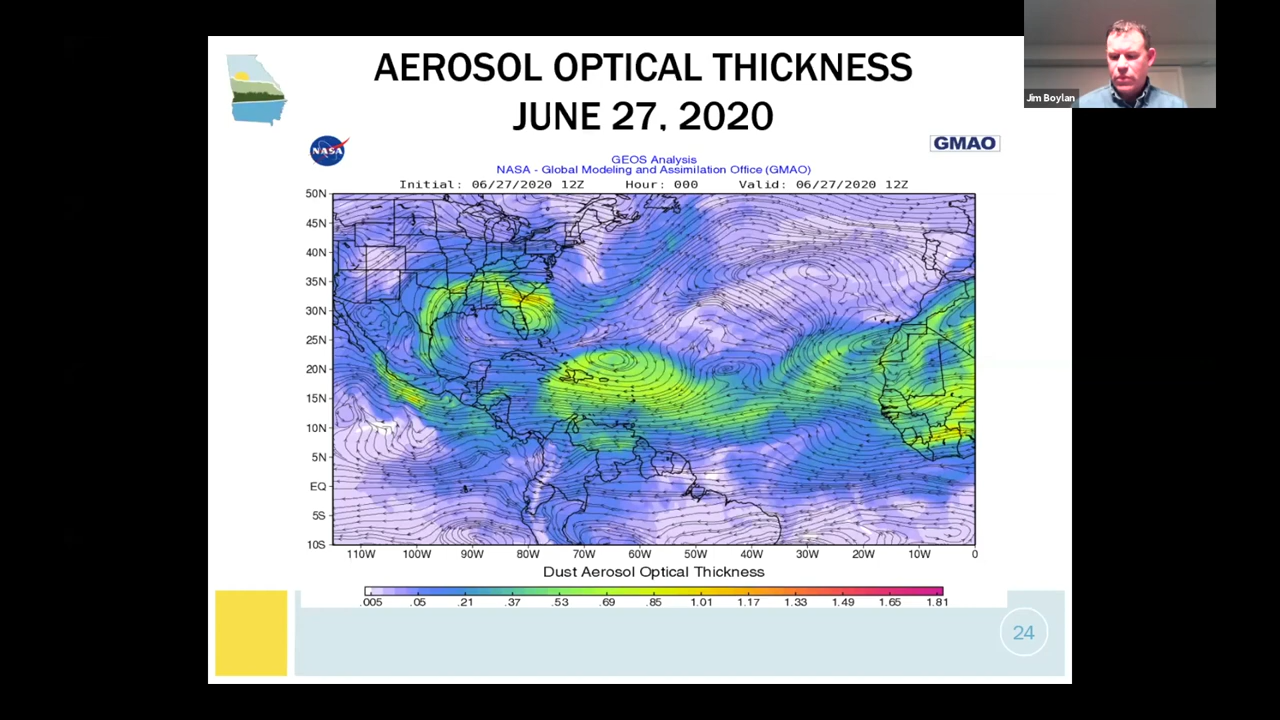 AEROSOL OPTICAL THICKNESS
JUNE 27, 2020
Jim Boylan
NASA
GMAO
GEOS Analysis
NASA - Global Modeling and Assimilation Office (GMAO)
Initial: 06/27/2020 12Z Hour: 000 Valid: 06/27/2020 12Z
50N
45N
40N
35N
30N
25N
20N
15N
10N
5N
EQ
5S
10S
110W 100W 90W 80W 70W 60W 50W 40W 30W 20W 10W 0
Dust Aerosol Optical Thickness
.005 .05 .21 .37 .53 .69 .85 1.01 1.17 1.33 1.49 1.65 1.81
24